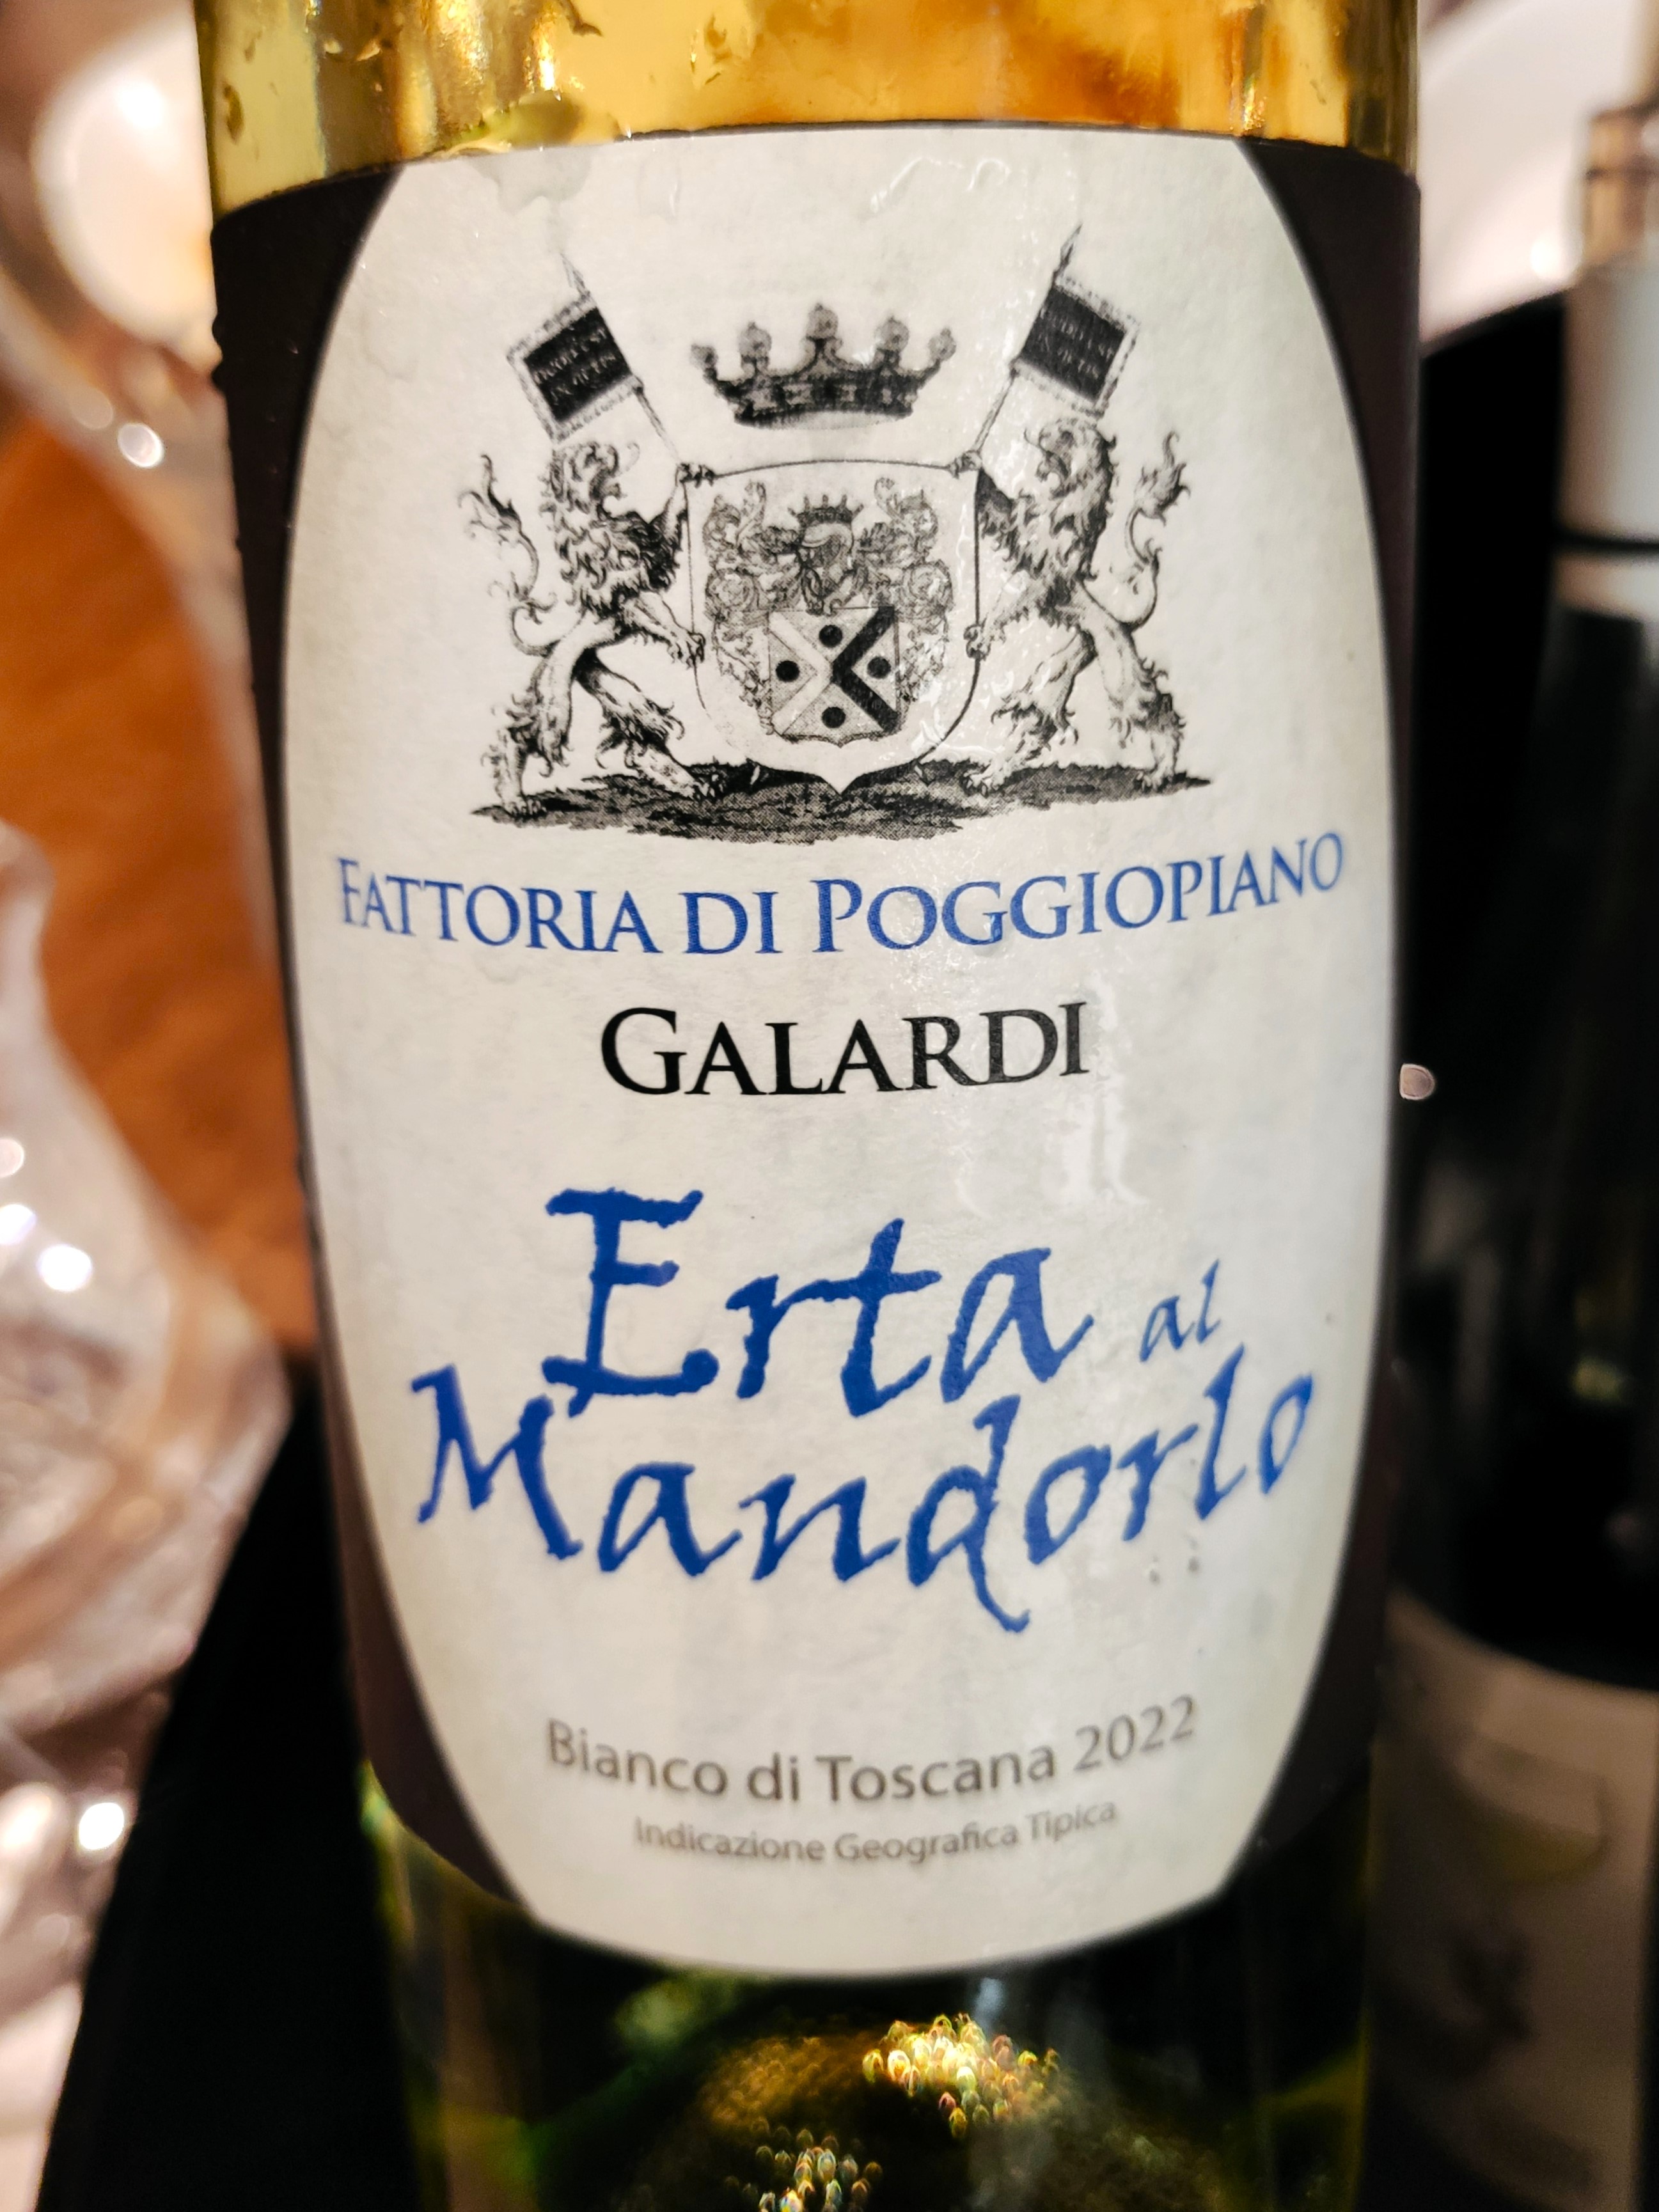 FATTORIA DI POGGIOPIANO
GALARDI
Erta al
Mandorlo
Bianco di Toscana 2022
Indicazione Geografica Tipica